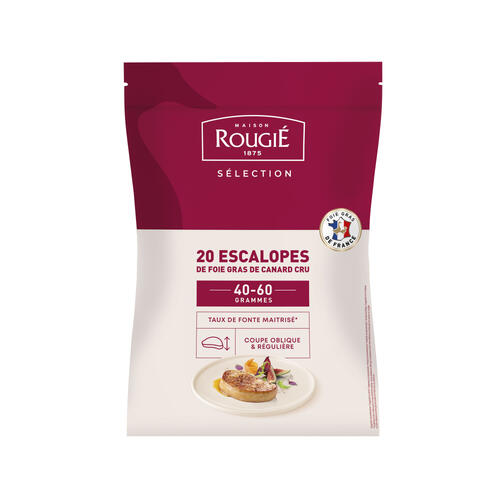 MAISON
ROUGIÉ
1875
SÉLECTION
FOIE GRAS
DE FRANCE
20 ESCALOPES
DE FOIE GRAS DE CANARD CRU
40-60
GRAMMES
TAUX DE FONTE MAITRISÉ*
COUPE OBLIQUE
& RÉGULIÈRE